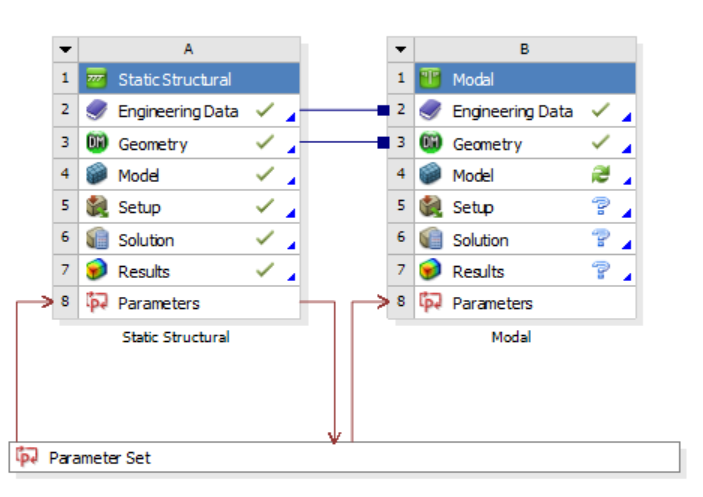 A B
1 Static Structural 1 Modal
2 Engineering Data 2 Engineering Data
3 DM Geometry 3 DM Geometry
4 Model 4 Model
5 Setup 5 Setup
6 Solution 6 Solution
7 Results 7 Results
8 p Parameters 8 p Parameters
Static Structural Modal
p Parameter Set